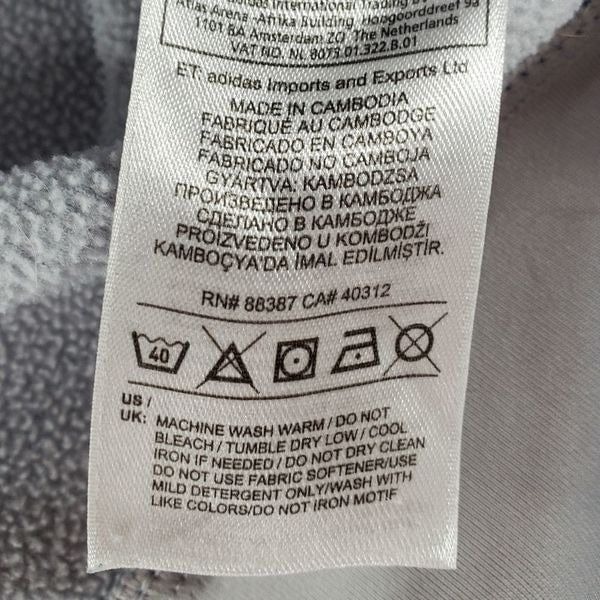 International Trading B.V.
Atlas Arena -Afrika Building, Hoogoorddreef 9a
1101 BA Amsterdam ZO The Netherlands
VAT NO. NL 8073.01.322.B.01
ET: adidas Imports and Exports Ltd
MADE IN CAMBODIA
FABRIQUÉ AU CAMBODGE
FABRICADO EN CAMBOYA
FABRICADO NO CAMBOJA
GYÁRTVA: KAMBODZSA
ПРОИЗВЕДЕНО В КАМБОДЖА
СДЕЛАНО В КАМБОДЖЕ
PROIZVEDENO U KOMBODŽI
KAMBOÇYA'DA İMAL EDİLMİŞTİR.
RN# 88387 CA# 40312
40
US /
UK: MACHINE WASH WARM / DO NOT
BLEACH / TUMBLE DRY LOW / COOL
IRON IF NEEDED / DO NOT DRY CLEAN
DO NOT USE FABRIC SOFTENER/USE
MILD DETERGENT ONLY/WASH WITH
LIKE COLORS/DO NOT IRON MOTIF